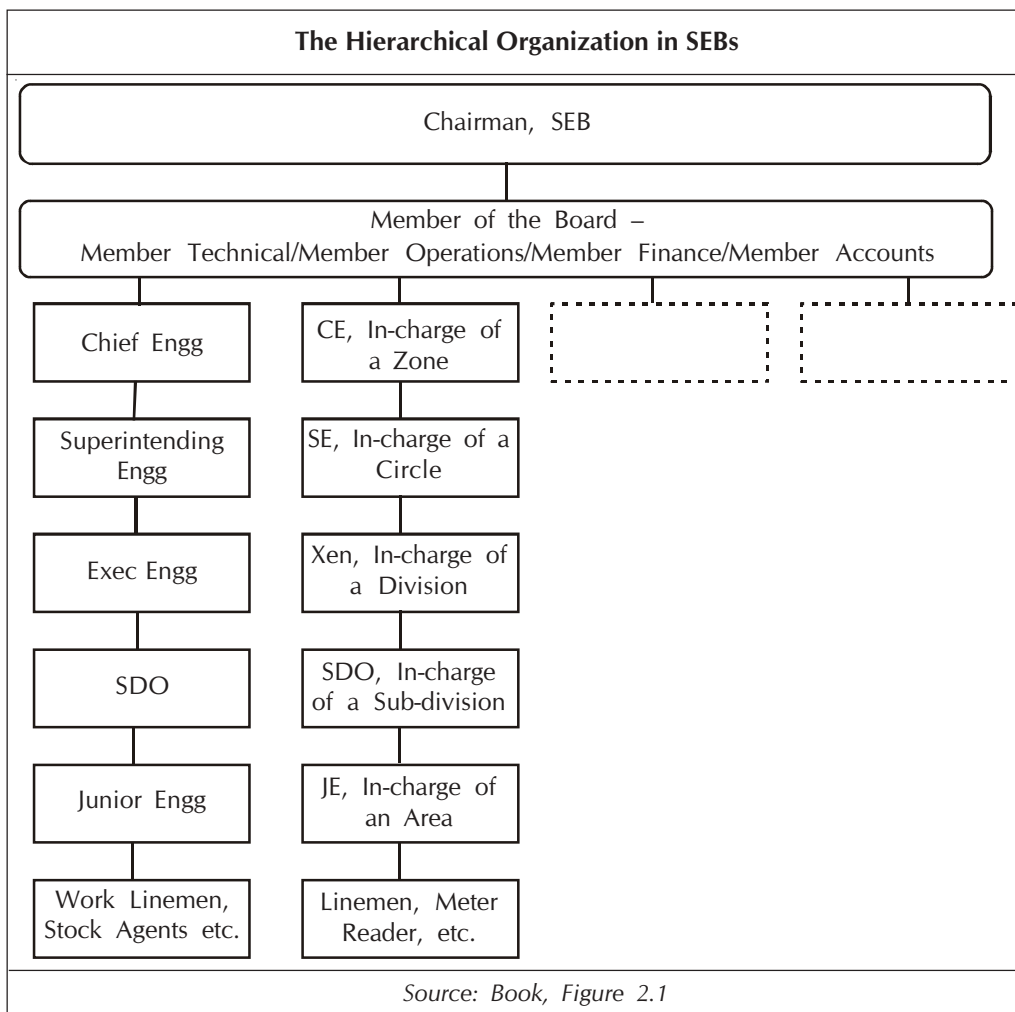 The Hierarchical Organization in SEBs
Chairman, SEB
Member of the Board –
Member Technical/Member Operations/Member Finance/Member Accounts
Chief Engg
CE, In-charge of
a Zone
Superintending
Engg
SE, In-charge of a
Circle
Exec Engg
Xen, In-charge of
a Division
SDO
SDO, In-charge
of a Sub-division
Junior Engg
JE, In-charge of
an Area
Work Linemen,
Stock Agents etc.
Linemen, Meter
Reader, etc.
Source: Book, Figure 2.1